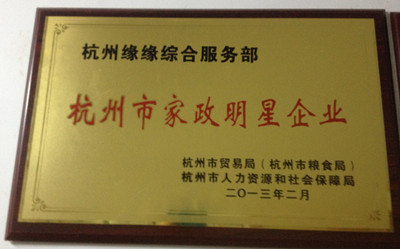 杭州缘缘综合服务部
杭州市家政明星企业
杭州市贸易局（杭州市粮食局）
杭州市人力资源和社会保障局
二〇一三年二月